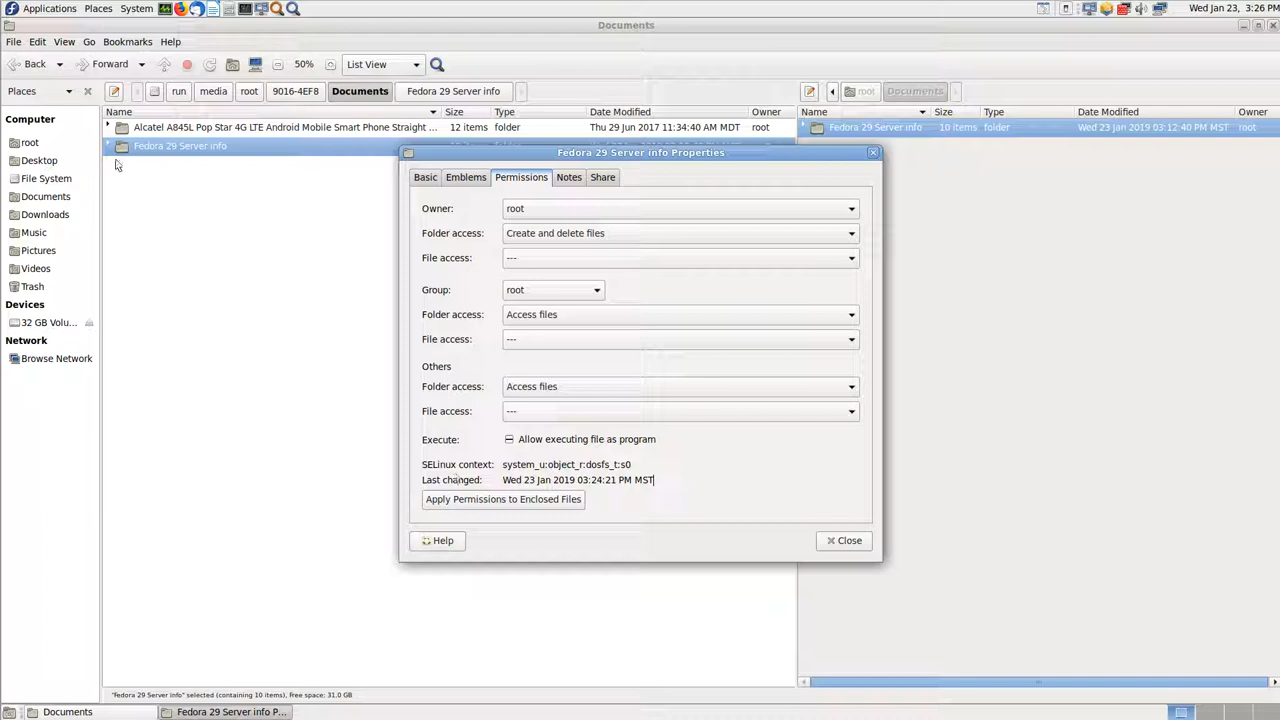 Applications Places System Wed Jan 23, 3:26 PM
Documents
File Edit View Go Bookmarks Help
Back Forward 50% List View
Places run media root 9016-4EF8 Documents Fedora 29 Server info root Documents
Name Size Type Date Modified Owner Name Size Type Date Modified Owner
Computer
root
Desktop
File System
Documents
Downloads
Music
Pictures
Videos
Trash
Devices
32 GB Volu...
Network
Browse Network
Alcatel A845L Pop Star 4G LTE Android Mobile Smart Phone Straight ... 12 items folder Thu 29 Jun 2017 11:34:40 AM MDT root
Fedora 29 Server info
Fedora 29 Server info 10 items folder Wed 23 Jan 2019 03:12:40 PM MST root
Fedora 29 Server info Properties
Basic Emblems Permissions Notes Share
Owner: root
Folder access: Create and delete files
File access: ---
Group: root
Folder access: Access files
File access: ---
Others
Folder access: Access files
File access: ---
Execute: Allow executing file as program
SELinux context: system_u:object_r:dosfs_t:s0
Last changed: Wed 23 Jan 2019 03:24:21 PM MST
Apply Permissions to Enclosed Files
Help Close
"Fedora 29 Server info" selected (containing 10 items), Free space: 31.0 GB
Documents Fedora 29 Server info P...